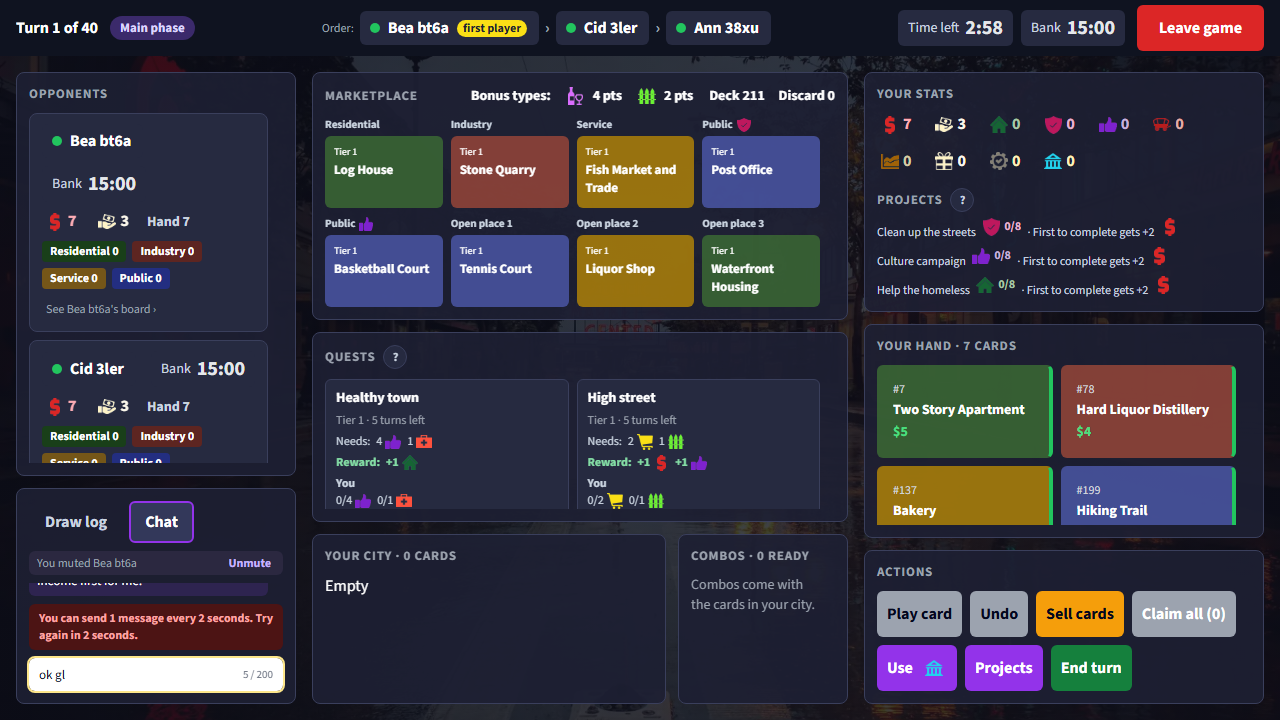 Turn 1 of 40 Main phase
Order: Bea bt6a first player › Cid 3ler › Ann 38xu
Time left 2:58 Bank 15:00 Leave game
OPPONENTS
Bea bt6a
Bank 15:00
7 3 Hand 7
Residential 0 Industry 0
Service 0 Public 0
See Bea bt6a's board ›
Cid 3ler Bank 15:00
7 3 Hand 7
Residential 0 Industry 0
Service 0 Public 0
Draw log Chat
You muted Bea bt6a Unmute
income first for me.
You can send 1 message every 2 seconds. Try
again in 2 seconds.
ok gl 5 / 200
MARKETPLACE Bonus types: 4 pts 2 pts Deck 211 Discard 0
Residential Industry Service Public
Tier 1 Tier 1 Tier 1 Tier 1
Log House Stone Quarry Fish Market and Post Office
Trade
Public Open place 1 Open place 2 Open place 3
Tier 1 Tier 1 Tier 1 Tier 1
Basketball Court Tennis Court Liquor Shop Waterfront
Housing
QUESTS ?
Healthy town
Tier 1 · 5 turns left
Needs: 4 1
Reward: +1
You
0/4 0/1
High street
Tier 1 · 5 turns left
Needs: 2 1
Reward: +1 +1
You
0/2 0/1
YOUR CITY · 0 CARDS
Empty
COMBOS · 0 READY
Combos come with
the cards in your city.
YOUR STATS
$ 7 3 0 0 0 0
0 0 0 0
PROJECTS ?
Clean up the streets 0/8 · First to complete gets +2 $
Culture campaign 0/8 · First to complete gets +2 $
Help the homeless 0/8 · First to complete gets +2 $
YOUR HAND · 7 CARDS
#7 #78
Two Story Apartment Hard Liquor Distillery
$5 $4
#137 #199
Bakery Hiking Trail
ACTIONS
Play card Undo Sell cards Claim all (0)
Use Projects End turn